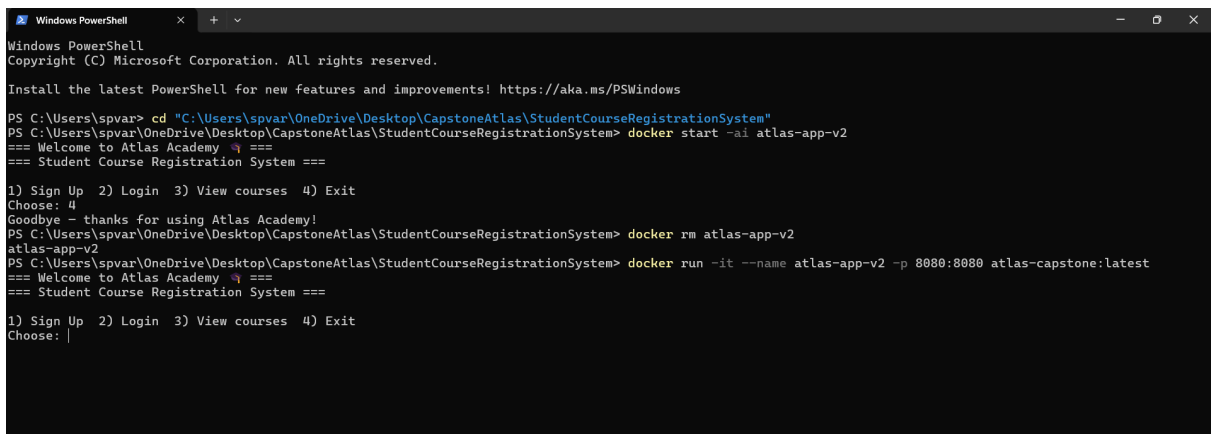 Windows PowerShell
Windows PowerShell
Copyright (C) Microsoft Corporation. All rights reserved.
Install the latest PowerShell for new features and improvements! https://aka.ms/PSWindows
PS C:\Users\spvar> cd "C:\Users\spvar\OneDrive\Desktop\CapstoneAtlas\StudentCourseRegistrationSystem"
PS C:\Users\spvar\OneDrive\Desktop\CapstoneAtlas\StudentCourseRegistrationSystem> docker start -ai atlas-app-v2
=== Welcome to Atlas Academy 🎓 ===
=== Student Course Registration System ===
1) Sign Up  2) Login  3) View courses  4) Exit
Choose: 4
Goodbye — thanks for using Atlas Academy!
PS C:\Users\spvar\OneDrive\Desktop\CapstoneAtlas\StudentCourseRegistrationSystem> docker rm atlas-app-v2
atlas-app-v2
PS C:\Users\spvar\OneDrive\Desktop\CapstoneAtlas\StudentCourseRegistrationSystem> docker run -it --name atlas-app-v2 -p 8080:8080 atlas-capstone:latest
=== Welcome to Atlas Academy 🎓 ===
=== Student Course Registration System ===
1) Sign Up  2) Login  3) View courses  4) Exit
Choose: